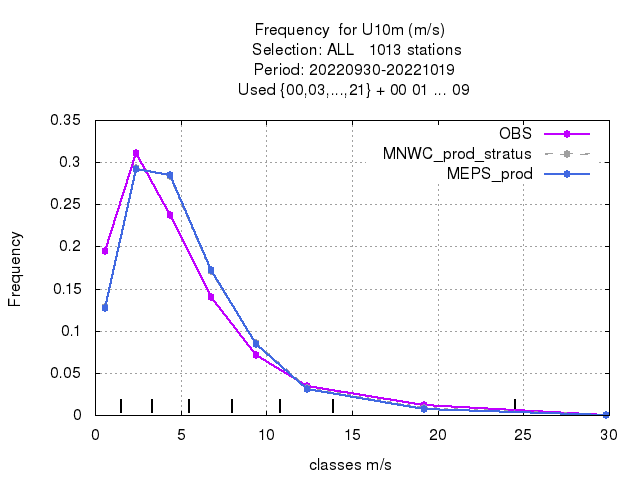 Frequency  for U10m (m/s)
Selection: ALL   1013 stations
Period: 20220930-20221019
Used {00,03,...,21} + 00 01 ... 09
OBS
MNWC_prod_stratus
MEPS_prod
0.35
0.3
0.25
0.2
0.15
0.1
0.05
0
Frequency
0 5 10 15 20 25 30
classes m/s